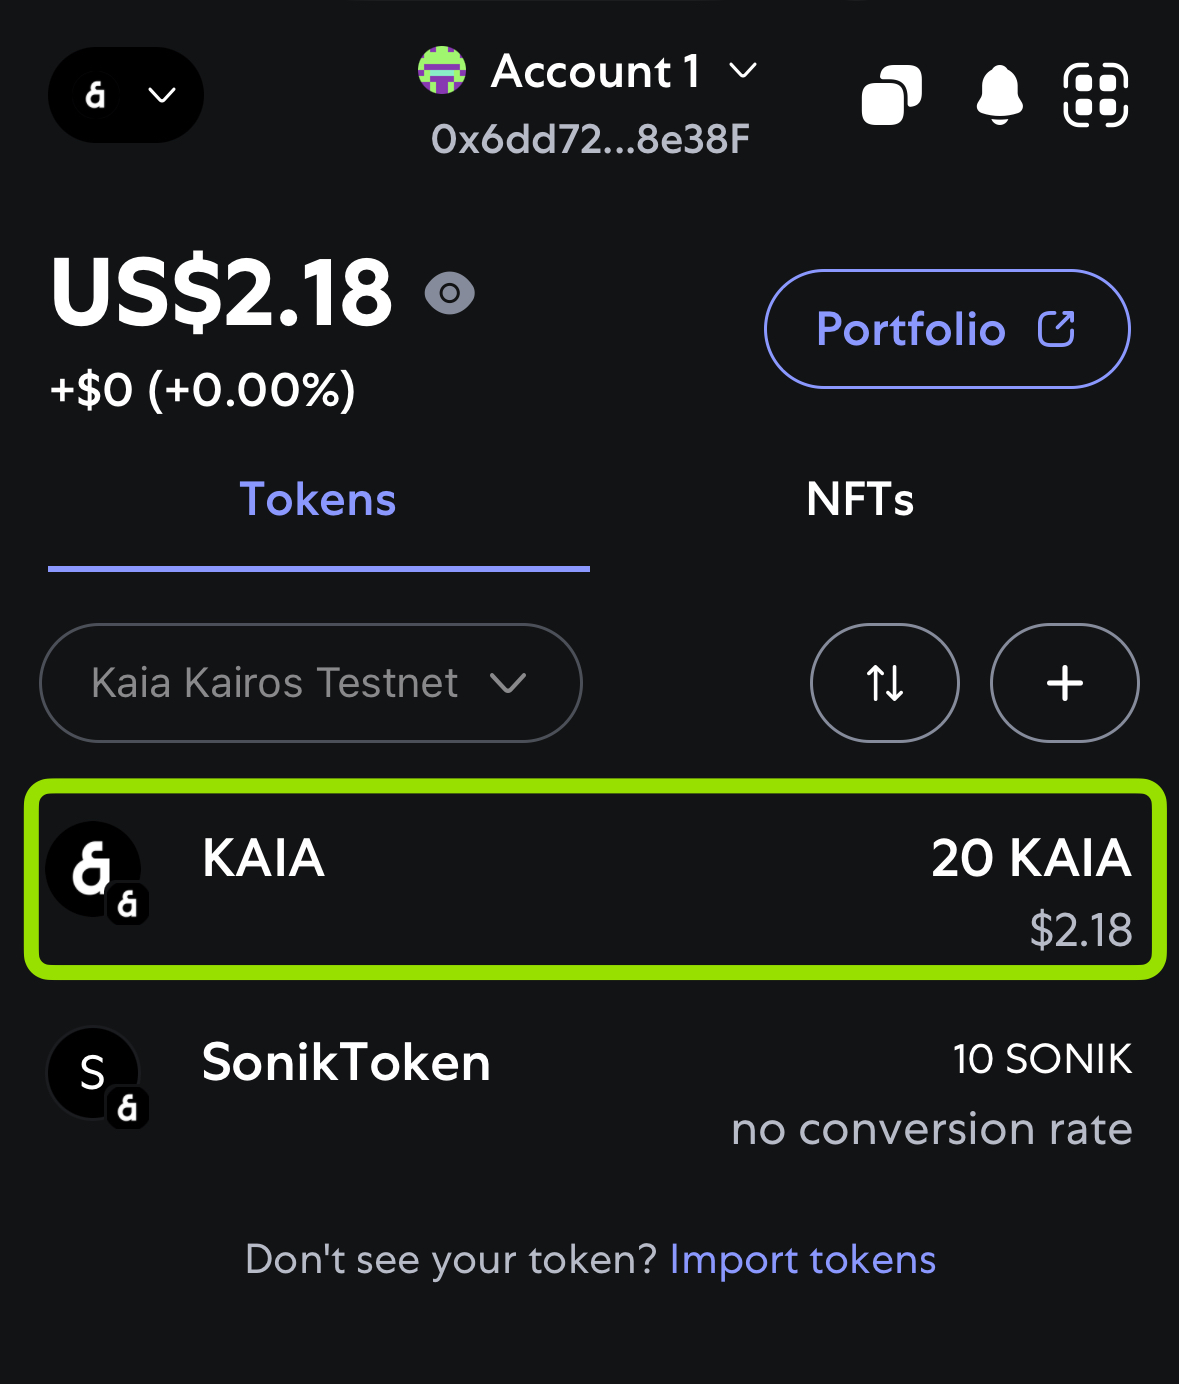 Account 1
0x6dd72...8e38F
US$2.18
+$0 (+0.00%)
Portfolio
Tokens
NFTs
Kaia Kairos Testnet
KAIA
20 KAIA
$2.18
S
SonikToken
10 SONIK
no conversion rate
Don't see your token? Import tokens